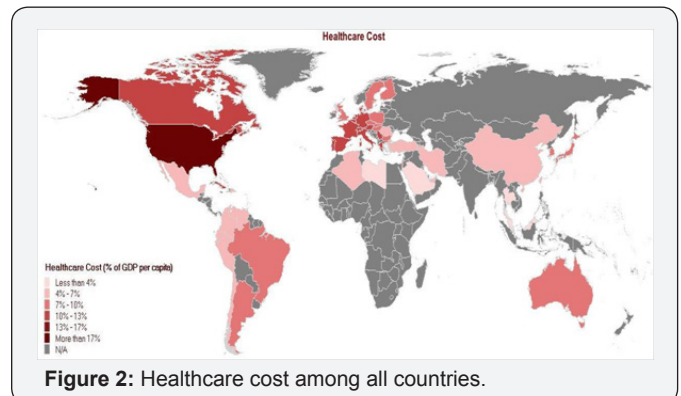 Healthcare Cost
Healthcare Cost (% of GDP per capita)
Less than 4%
4% - 7%
7% - 10%
10% - 13%
13% - 17%
More than 17%
N/A
Figure 2: Healthcare cost among all countries.